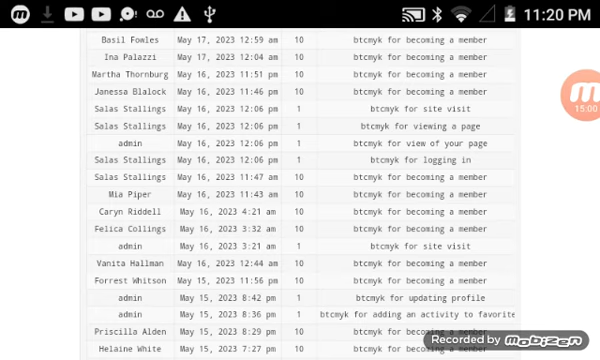 11:20 PM
Basil Fowles May 17, 2023 12:59 am 10 btcmyk for becoming a member
Ina Palazzi May 17, 2023 12:04 am 10 btcmyk for becoming a member
Martha Thornburg May 16, 2023 11:51 pm 10 btcmyk for becoming a member
Janessa Blalock May 16, 2023 11:46 pm 10 btcmyk for becoming a member
Salas Stallings May 16, 2023 12:06 pm 1 btcmyk for site visit
Salas Stallings May 16, 2023 12:06 pm 1 btcmyk for viewing a page
admin May 16, 2023 12:06 pm 1 btcmyk for view of your page
Salas Stallings May 16, 2023 12:06 pm 1 btcmyk for logging in
Salas Stallings May 16, 2023 11:47 am 10 btcmyk for becoming a member
Mia Piper May 16, 2023 11:43 am 10 btcmyk for becoming a member
Caryn Riddell May 16, 2023 4:21 am 10 btcmyk for becoming a member
Felica Collings May 16, 2023 3:32 am 10 btcmyk for becoming a member
admin May 16, 2023 3:21 am 1 btcmyk for site visit
Vanita Hallman May 16, 2023 12:44 am 10 btcmyk for becoming a member
Forrest Whitson May 15, 2023 11:56 pm 10 btcmyk for becoming a member
admin May 15, 2023 8:42 pm 1 btcmyk for updating profile
admin May 15, 2023 8:36 pm 1 btcmyk for adding an activity to favorite
Priscilla Alden May 15, 2023 8:29 pm 10 btcmyk for becoming a member
Helaine White May 15, 2023 7:27 pm 10 btcmyk for becoming a member
15:00
Recorded by mobizen